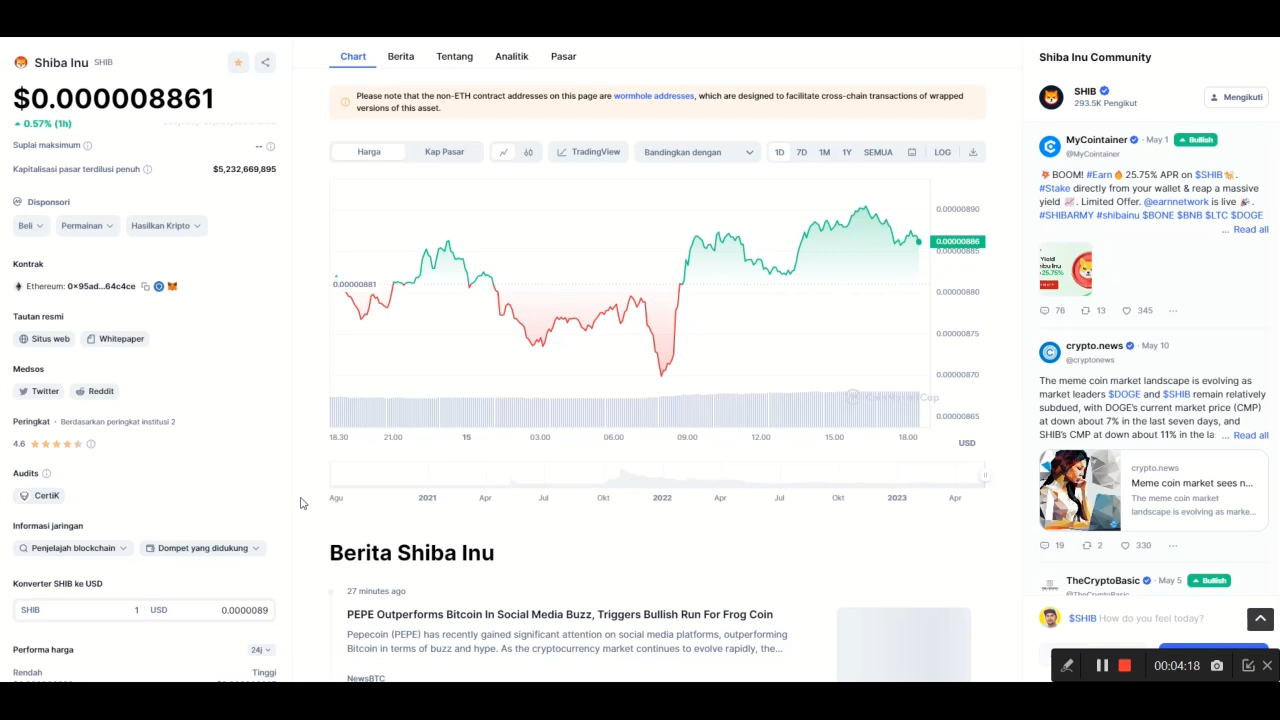 Shiba Inu SHIB
$0.000008861
0.57% (1h)
Suplai maksimum
--
Kapitalisasi pasar terdilusi penuh
$5,232,669,895
Disponsori
Beli
Permainan
Hasilkan Kripto
Kontrak
Ethereum: 0x95ad...64c4ce
Tautan resmi
Situs web
Whitepaper
Medsos
Twitter
Reddit
Peringkat · Berdasarkan peringkat institusi 2
4.6
Audits
CertiK
Informasi jaringan
Penjelajah blockchain
Dompet yang didukung
Konverter SHIB ke USD
SHIB 1 USD 0.0000089
Performa harga
24j
Rendah
Tinggi
Chart Berita Tentang Analitik Pasar
Please note that the non-ETH contract addresses on this page are wormhole addresses, which are designed to facilitate cross-chain transactions of wrapped
versions of this asset.
Harga Kap Pasar TradingView Bandingkan dengan 1D 7D 1M 1Y SEMUA LOG
0.00000890
0.00000886
0.00000885
0.00000881
0.00000880
0.00000875
0.00000870
CoinMarketCap
0.00000865
18.30 21.00 15 03.00 06.00 09.00 12.00 15.00 18.00
USD
Agu 2021 Apr Jul Okt 2022 Apr Jul Okt 2023 Apr
Berita Shiba Inu
27 minutes ago
PEPE Outperforms Bitcoin In Social Media Buzz, Triggers Bullish Run For Frog Coin
Pepecoin (PEPE) has recently gained significant attention on social media platforms, outperforming
Bitcoin in terms of buzz and hype. As the cryptocurrency market continues to evolve rapidly, the...
NewsBTC
Shiba Inu Community
SHIB
293.5K Pengikut
Mengikuti
MyCointainer · May 1 Bullish
@MyCointainer
BOOM! #Earn 25.75% APR on $SHIB .
#Stake directly from your wallet & reap a massive
yield . Limited Offer. @earnnetwork is live .
#SHIBARMY #shibainu $BONE $BNB $LTC $DOGE
... Read all
25.75%
76 13 345 ...
crypto.news · May 10
@cryptonews
The meme coin market landscape is evolving as
market leaders $DOGE and $SHIB remain relatively
subdued, with DOGE's current market price (CMP)
at down about 7% in the last seven days, and
SHIB's CMP at down about 11% in the la ... Read all
crypto.news
Meme coin market sees n...
The meme coin market
landscape is evolving as marke...
19 2 330 ...
TheCryptoBasic · May 5 Bullish
@TheCryptoBasic
$SHIB How do you feel today?
00:04:18